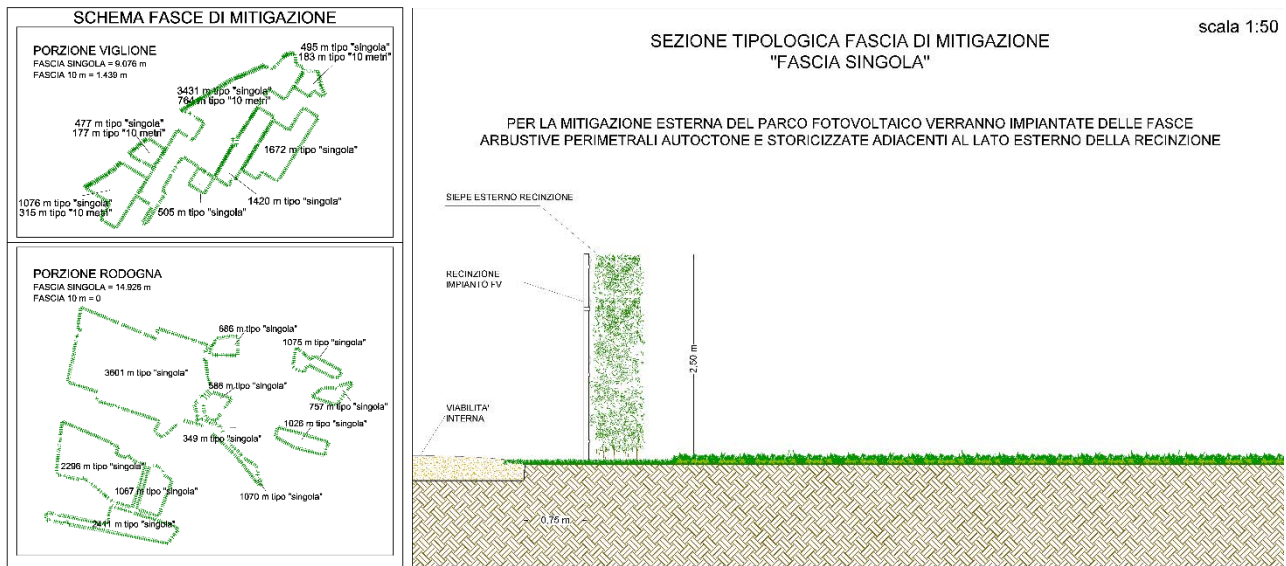 SCHEMA FASCE DI MITIGAZIONE
PORZIONE VIGLIONE
FASCIA SINGOLA = 9.076 m
FASCIA 10 m = 1.439 m
495 m tipo "singola"
183 m tipo "10 metri"
3431 m tipo "singola"
764 m tipo "10 metri"
477 m tipo "singola"
177 m tipo "10 metri"
1672 m tipo "singola"
1076 m tipo "singola"
315 m tipo "10 metri"
505 m tipo "singola"
1420 m tipo "singola"
PORZIONE RODOGNA
FASCIA SINGOLA = 14.926 m
FASCIA 10 m = 0
686 m tipo "singola"
1075 m tipo "singola"
3601 m tipo "singola"
588 m tipo "singola"
757 m tipo "singola"
349 m tipo "singola"
1026 m tipo "singola"
2296 m tipo "singola"
1067 m tipo "singola"
1070 m tipo "singola"
2411 m tipo "singola"
scala 1:50
SEZIONE TIPOLOGICA FASCIA DI MITIGAZIONE
"FASCIA SINGOLA"
PER LA MITIGAZIONE ESTERNA DEL PARCO FOTOVOLTAICO VERRANNO IMPIANTATE DELLE FASCE
ARBUSTIVE PERIMETRALI AUTOCTONE E STORICIZZATE ADIACENTI AL LATO ESTERNO DELLA RECINZIONE
SIEPE ESTERNO RECINZIONE
RECINZIONE
IMPIANTO FV
2,50 m
VIABILITA'
INTERNA
0,75 m